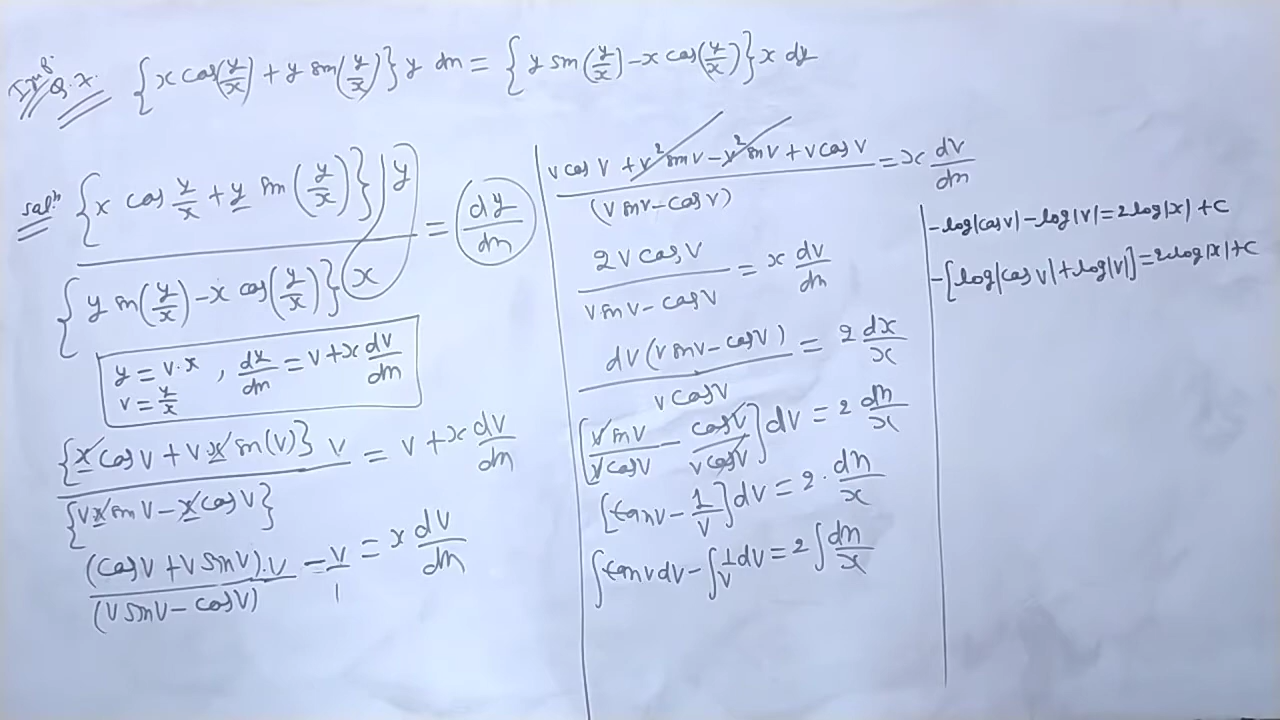 Imp Q.7. {x cos(y/x) + y sin(y/x)} y dx = {y sin(y/x) - x cos(y/x)} x dy
solⁿ {x cos y/x + y sin(y/x)} y / {y sin(y/x) - x cos(y/x)} x = dy/dx
y = v·x , dy/dx = v + x dv/dx
v = y/x
{x cos v + v x sin(v)} v / {v x sin v - x cos v} = v + x dv/dx
(cos v + v sin v)·v / (v sin v - cos v) - v/1 = x dv/dx
v cos v + v² sin v - v² sin v + v cos v / (v sin v - cos v) = x dv/dx
2 v cos v / v sin v - cos v = x dv/dx
dv (v sin v - cos v) / v cos v = 2 dx/x
[v sin v / v cos v - cos v / v cos v] dv = 2 dx/x
[tan v - 1/v] dv = 2 · dx/x
∫ tan v dv - ∫ 1/v dv = 2 ∫ dx/x
- log|cos v| - log|v| = 2 log|x| + c
- [log|cos v| + log|v|] = 2 log|x| + c